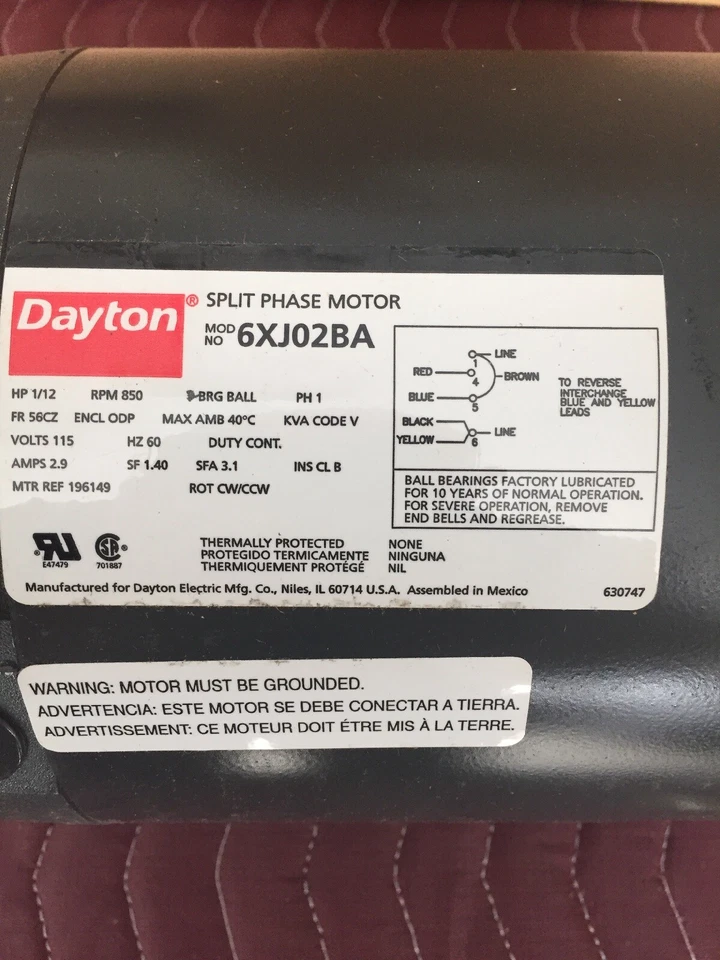 Dayton® SPLIT PHASE MOTOR
MOD NO 6XJ02BA
HP 1/12 RPM 850 BRG BALL PH 1
FR 56CZ ENCL ODP MAX AMB 40°C KVA CODE V
VOLTS 115 HZ 60 DUTY CONT.
AMPS 2.9 SF 1.40 SFA 3.1 INS CL B
MTR REF 196149 ROT CW/CCW
LINE
1
RED 4 BROWN
BLUE 5
BLACK
YELLOW 6 LINE
TO REVERSE
INTERCHANGE
BLUE AND YELLOW
LEADS
BALL BEARINGS FACTORY LUBRICATED
FOR 10 YEARS OF NORMAL OPERATION.
FOR SEVERE OPERATION, REMOVE
END BELLS AND REGREASE.
RU ® E47479
SA ® 701887
THERMALLY PROTECTED NONE
PROTEGIDO TERMICAMENTE NINGUNA
THERMIQUEMENT PROTÉGÉ NIL
Manufactured for Dayton Electric Mfg. Co., Niles, IL 60714 U.S.A. Assembled in Mexico 630747
WARNING: MOTOR MUST BE GROUNDED.
ADVERTENCIA: ESTE MOTOR SE DEBE CONECTAR A TIERRA.
ADVERTISSEMENT: CE MOTEUR DOIT ÉTRE MIS À LA TERRE.